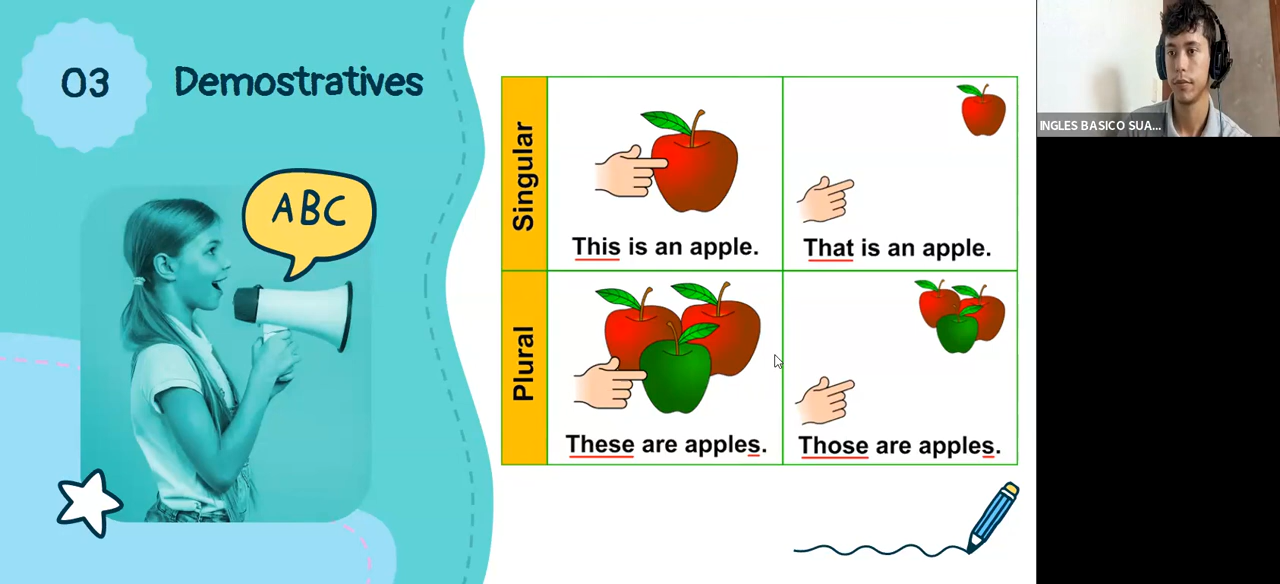 03
Demostratives
ABC
Singular
This is an apple.
That is an apple.
Plural
These are apples.
Those are apples.
INGLES BASICO SUA...